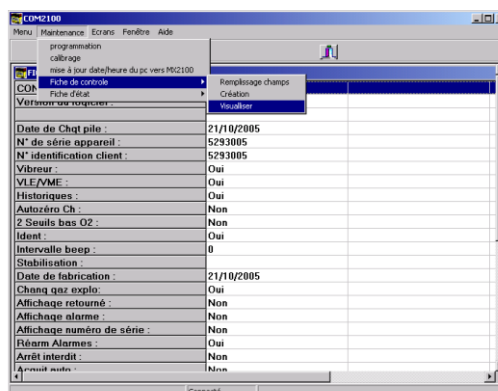 COM2100
Menu Maintenance Ecrans Fenêtre Aide
programmation
calibrage
mise à jour date/heure du pc vers MX2100
Fiche de controle
Fiche d'état
Remplissage champs
Création
Visualiser
Version du logiciel :
Date de Chgt pile : 21/10/2005
N° de série appareil : 5293005
N° identification client : 5293005
Vibreur : Oui
VLE/VME : Oui
Historiques : Oui
Autozéro Ch : Non
2 Seuils bas O2 : Non
Ident : Oui
Intervalle beep : 0
Stabilisation :
Date de fabrication : 21/10/2005
Chang gaz explo: Oui
Affichage retourné : Non
Affichage alarme : Non
Affichage numéro de série : Non
Réarm Alarmes : Oui
Arrêt interdit : Non
Acquit auto : Non